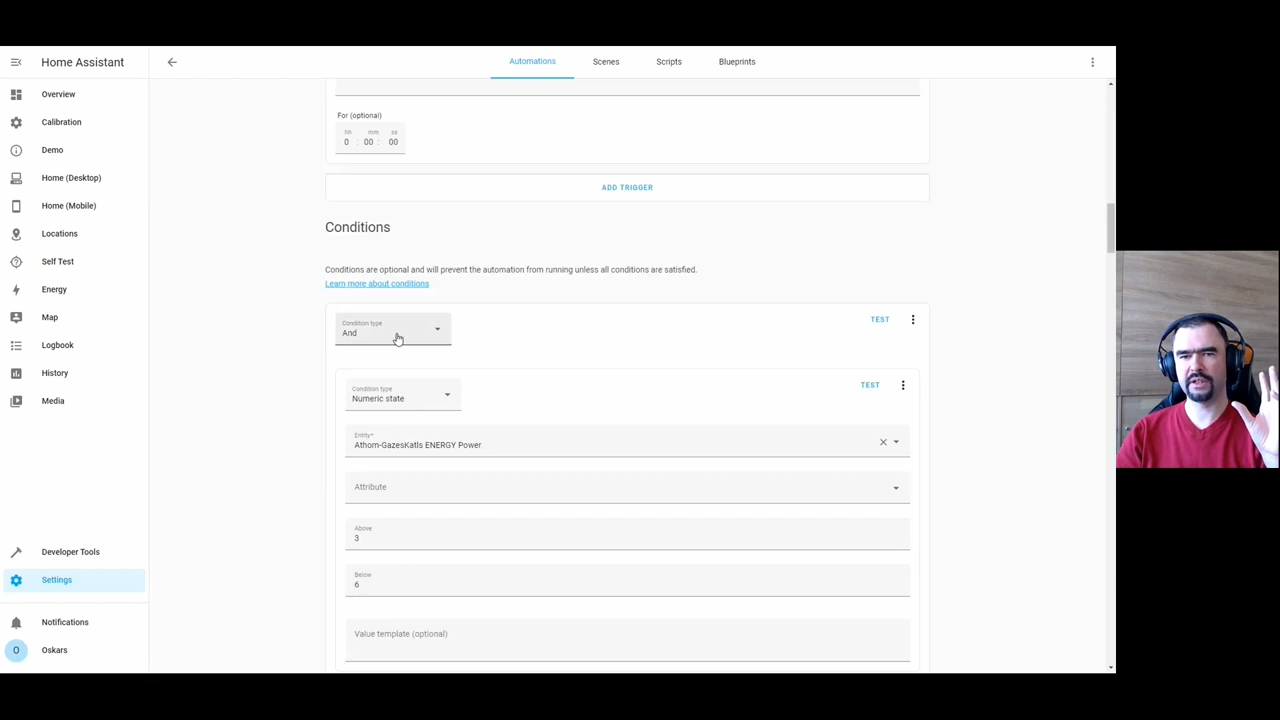 Home Assistant
Automations
Scenes
Scripts
Blueprints
Overview
Calibration
Demo
Home (Desktop)
Home (Mobile)
Locations
Self Test
Energy
Map
Logbook
History
Media
Developer Tools
Settings
Notifications
O
Oskars
For (optional)
hh mm ss
0 : 00 : 00
ADD TRIGGER
Conditions
Conditions are optional and will prevent the automation from running unless all conditions are satisfied.
Learn more about conditions
Condition type
And
TEST
Condition type
Numeric state
TEST
Entity*
Athom-GazesKatls ENERGY Power
Attribute
Above
3
Below
6
Value template (optional)